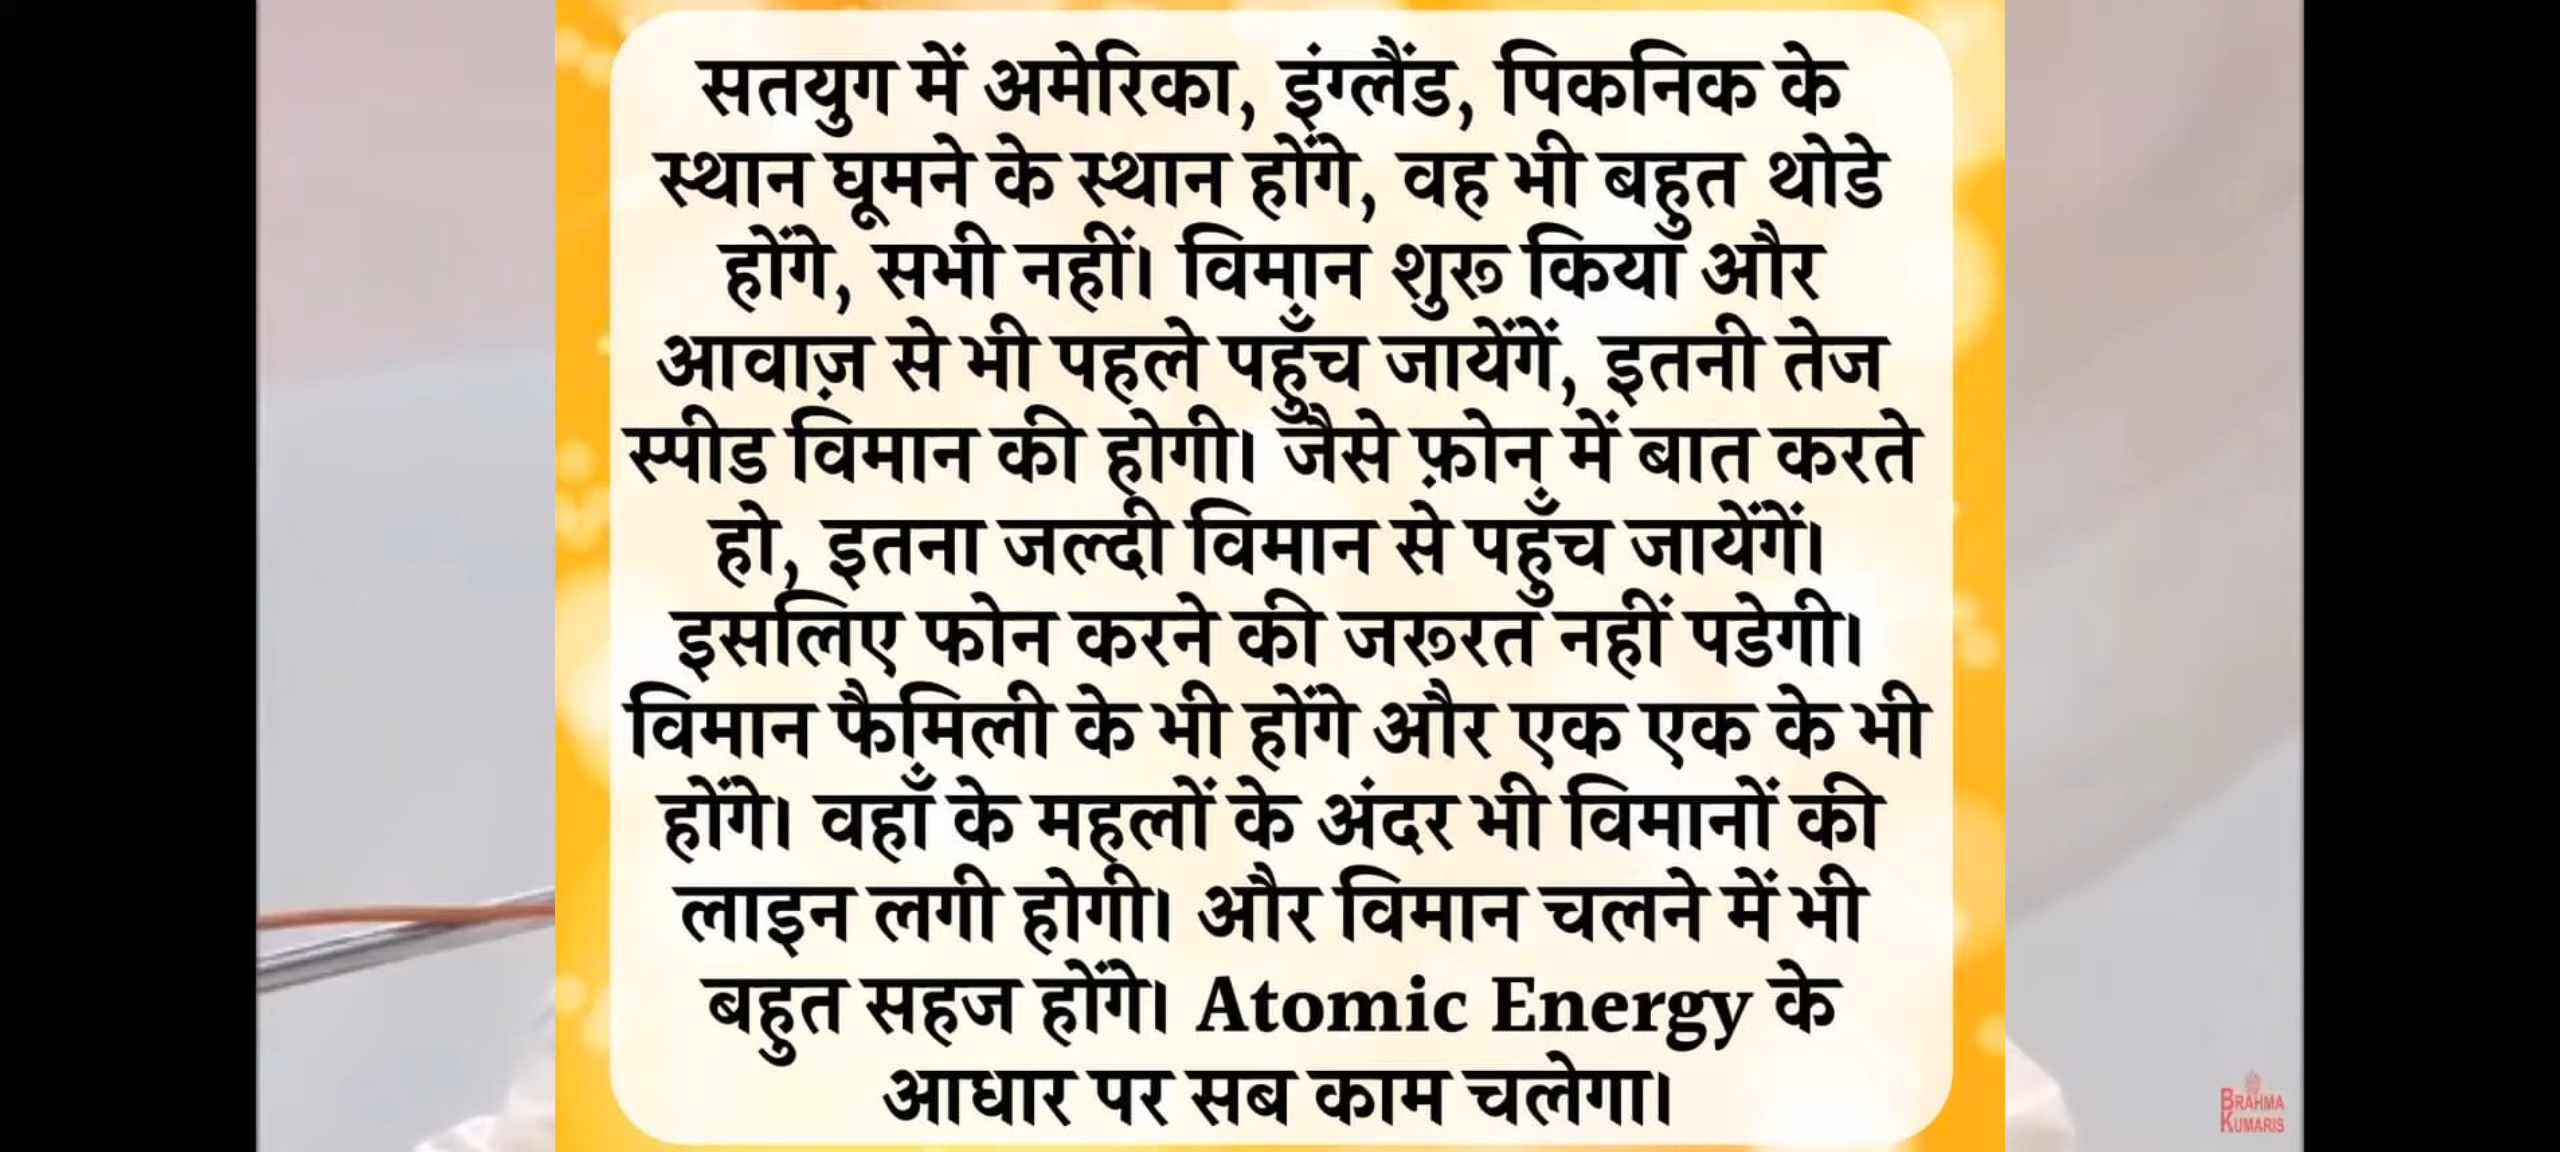 सतयुग में अमेरिका, इंग्लैंड, पिकनिक के
स्थान घूमने के स्थान होंगे, वह भी बहुत थोडे
होंगे, सभी नहीं। विमान शुरू किया और
आवाज़ से भी पहले पहुँच जायेंगें, इतनी तेज
स्पीड विमान की होगी। जैसे फ़ोन में बात करते
हो, इतना जल्दी विमान से पहुँच जायेंगें।
इसलिए फोन करने की जरूरत नहीं पडेगी।
विमान फैमिली के भी होंगे और एक एक के भी
होंगे। वहाँ के महलों के अंदर भी विमानों की
लाइन लगी होगी। और विमान चलने में भी
बहुत सहज होंगे। Atomic Energy के
आधार पर सब काम चलेगा।
BRAHMA
KUMARIS